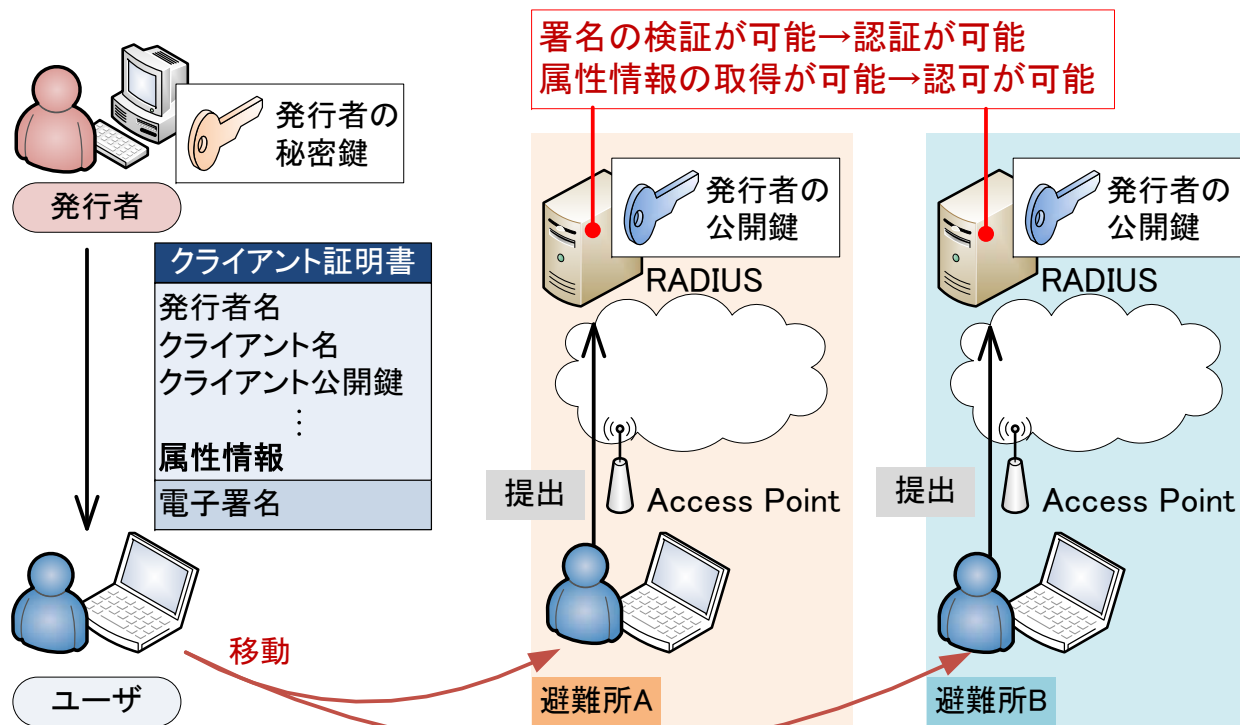 署名の検証が可能→認証が可能
属性情報の取得が可能→認可が可能
発行者の
秘密鍵
発行者
クライアント証明書
発行者名
クライアント名
クライアント公開鍵
⋮
属性情報
電子署名
ユーザ
移動
発行者の
公開鍵
RADIUS
提出
Access Point
避難所A
発行者の
公開鍵
RADIUS
提出
Access Point
避難所B